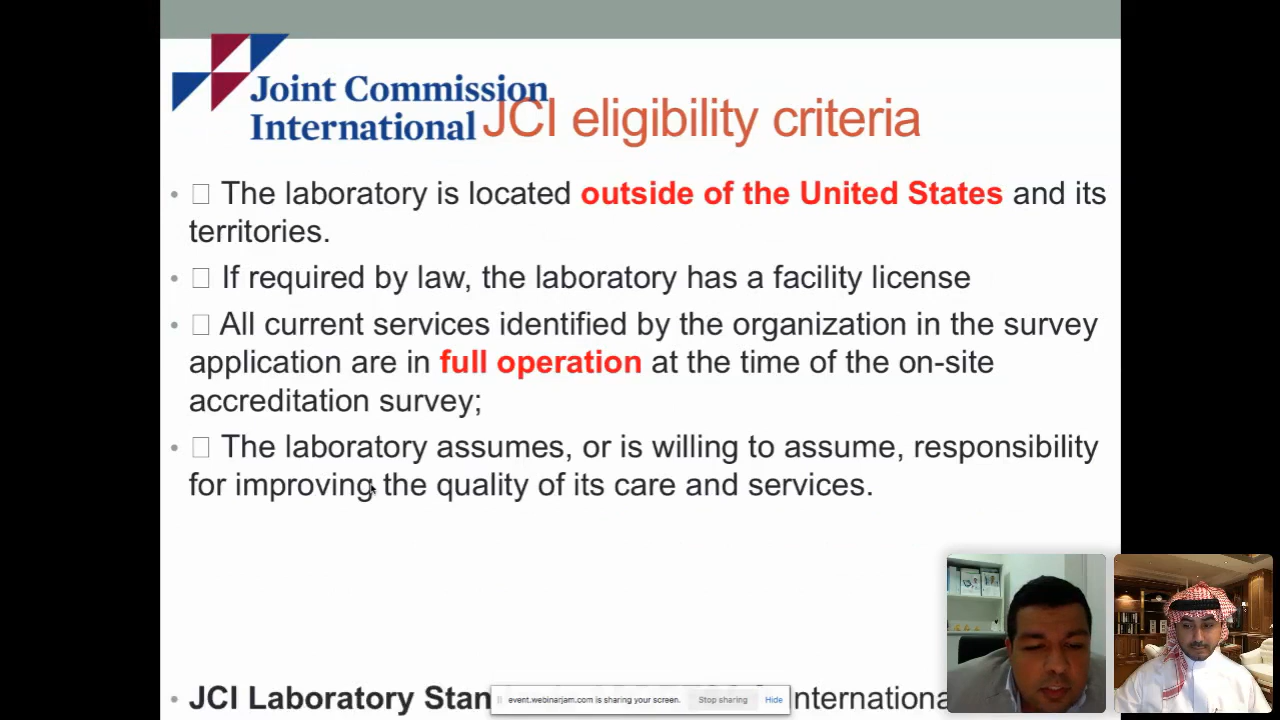 Joint Commission
International
JCI eligibility criteria
• The laboratory is located outside of the United States and its
territories.
• If required by law, the laboratory has a facility license
• All current services identified by the organization in the survey
application are in full operation at the time of the on-site
accreditation survey;
• The laboratory assumes, or is willing to assume, responsibility
for improving the quality of its care and services.
• JCI Laboratory Stan
event.webinarjam.com is sharing your screen. Stop sharing Hide